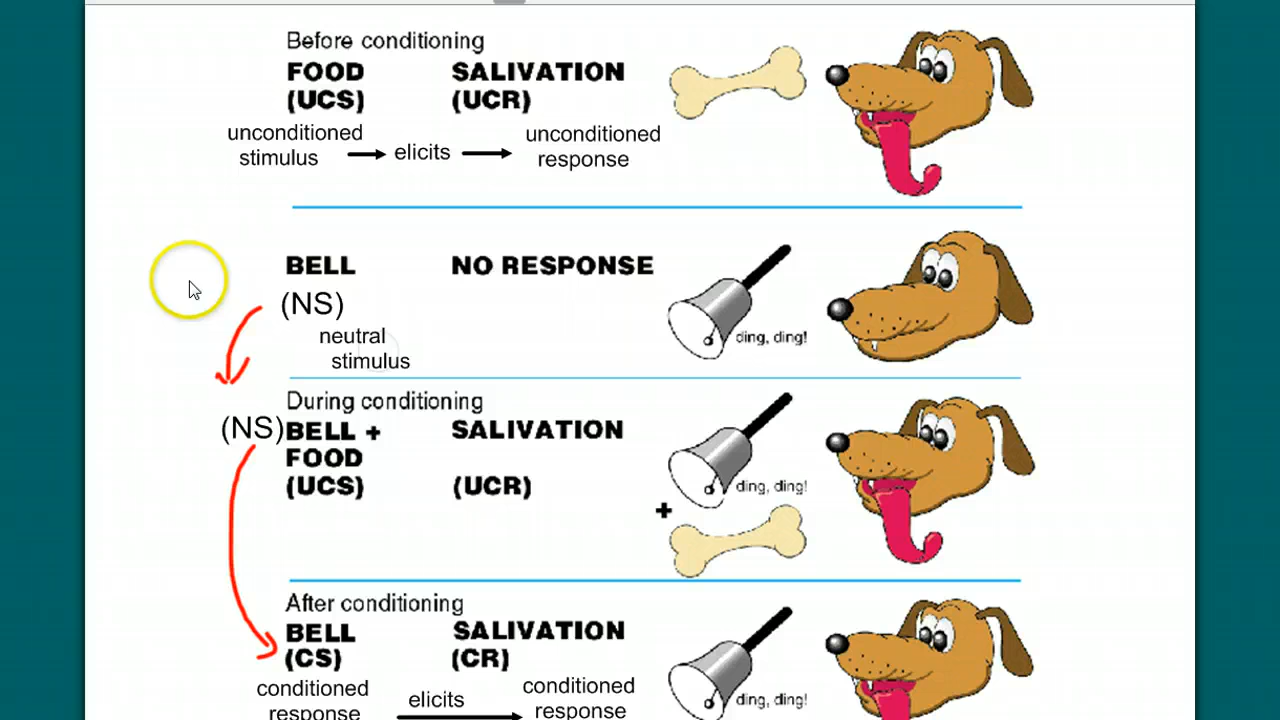 Before conditioning
FOOD SALIVATION
(UCS) (UCR)
unconditioned unconditioned
stimulus elicits response
BELL NO RESPONSE
(NS)
neutral
stimulus
ding, ding!
During conditioning
(NS) BELL + SALIVATION
FOOD
(UCS) (UCR)
ding, ding!
+
After conditioning
BELL SALIVATION
(CS) (CR)
conditioned elicits conditioned
response response
ding, ding!